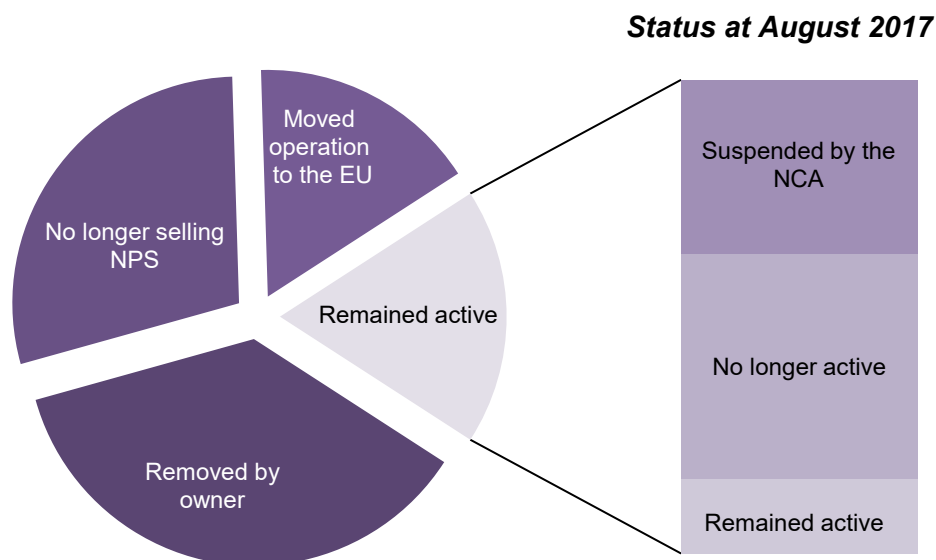 Status at August 2017
Moved
operation
to the EU
No longer selling
NPS
Remained active
Removed by
owner
Suspended by the
NCA
No longer active
Remained active